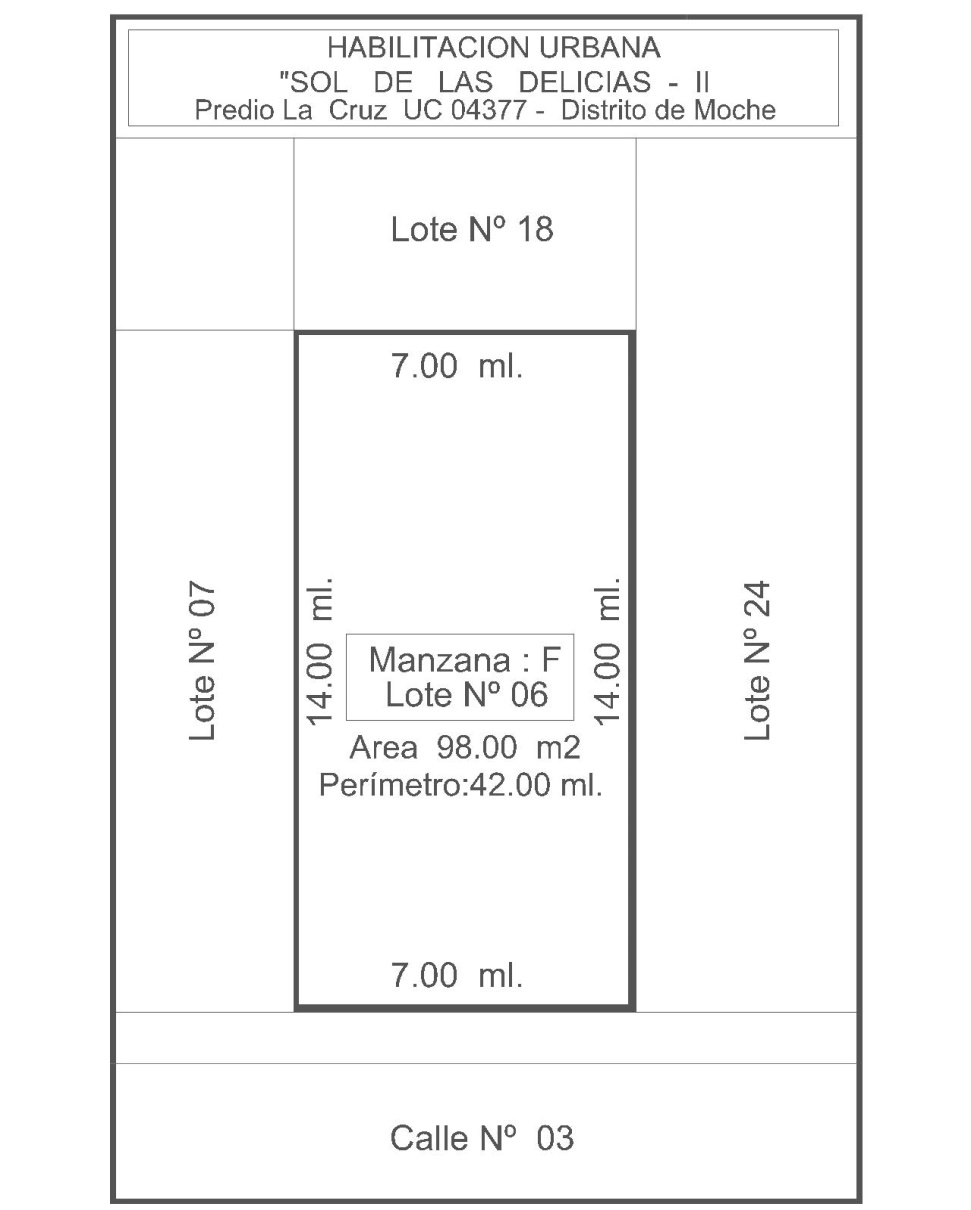 HABILITACION URBANA
"SOL DE LAS DELICIAS - II
Predio La Cruz UC 04377 - Distrito de Moche
Lote Nº 18
7.00 ml.
Lote Nº 07
14.00 ml.
Manzana : F
Lote Nº 06
Area 98.00 m2
Perímetro:42.00 ml.
14.00 ml.
Lote Nº 24
7.00 ml.
Calle Nº 03